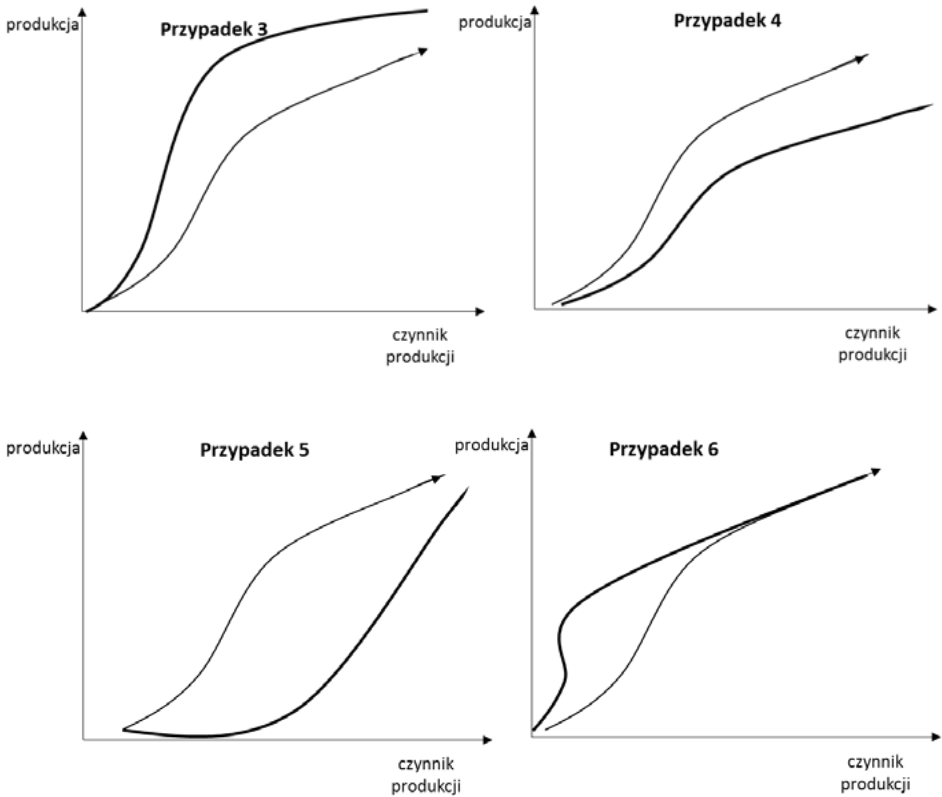 produkcja
Przypadek 3
czynnik
produkcji
produkcja
Przypadek 4
czynnik
produkcji
produkcja
Przypadek 5
czynnik
produkcji
produkcja
Przypadek 6
czynnik
produkcji